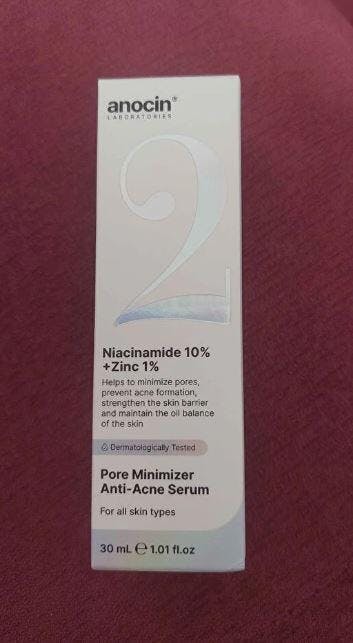 anocin®
LABORATORIES
2
Niacinamide 10%
+Zinc 1%
Helps to minimize pores,
prevent acne formation,
strengthen the skin barrier
and maintain the oil balance
of the skin
Dermatologically Tested
Pore Minimizer
Anti-Acne Serum
For all skin types
30 mL ℮ 1.01 fl.oz